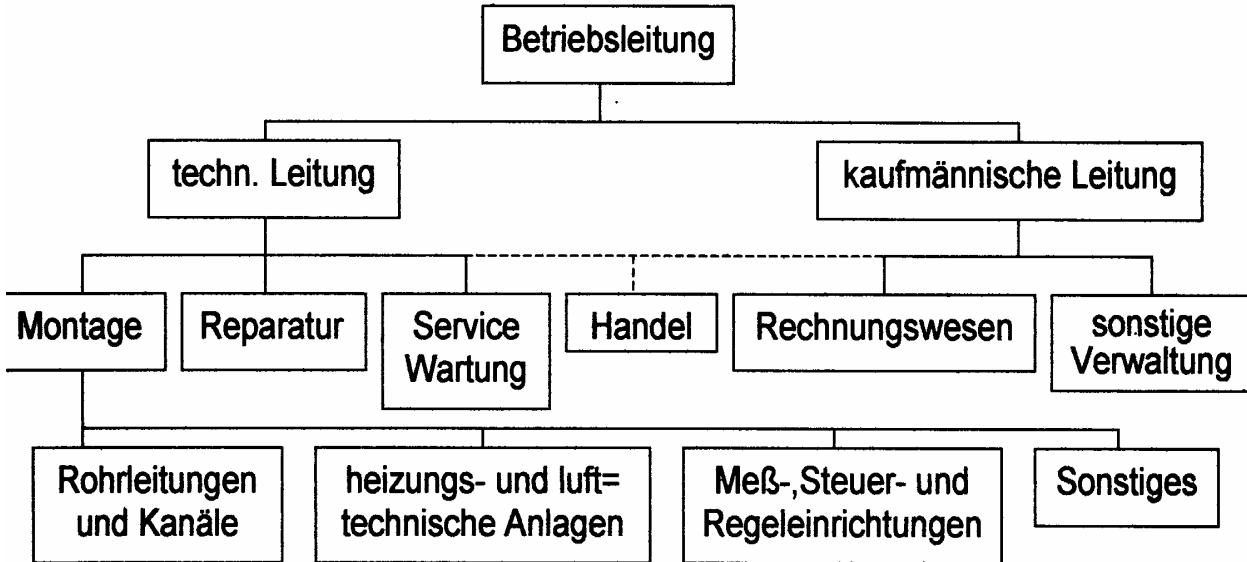 Betriebsleitung
techn. Leitung
kaufmännische Leitung
Montage
Reparatur
Service
Wartung
Handel
Rechnungswesen
sonstige
Verwaltung
Rohrleitungen
und Kanäle
heizungs- und luft=
technische Anlagen
Meß-,Steuer- und
Regeleinrichtungen
Sonstiges